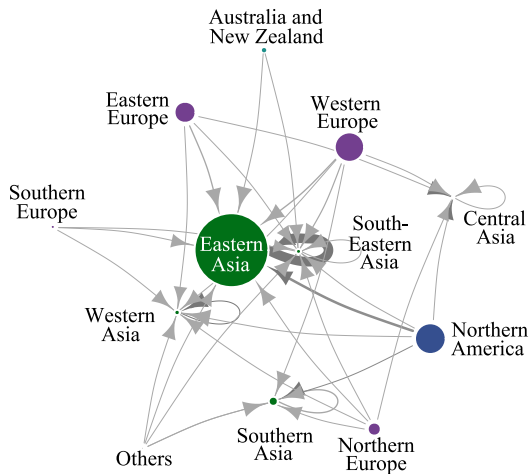 Australia and
New Zealand
Eastern
Europe
Western
Europe
Southern
Europe
Eastern
Asia
South-
Eastern
Asia
Central
Asia
Western
Asia
Northern
America
Others
Southern
Asia
Northern
Europe